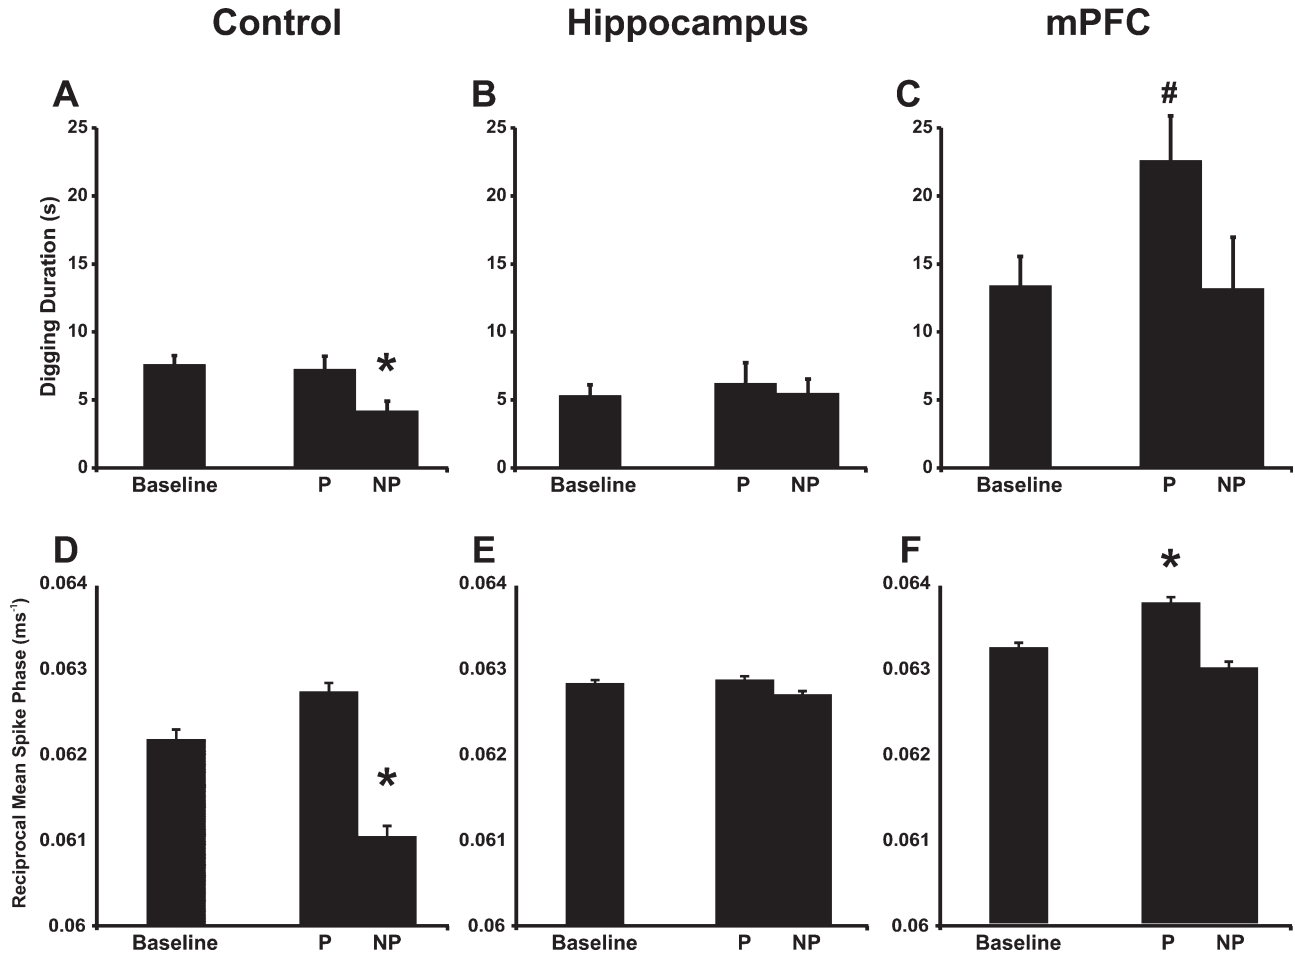 Control Hippocampus mPFC
A B C
#
25 25 25
20 20 20
15 15 15
10 10 10
*
5 5 5
0 0 0
Digging Duration (s)
Baseline P NP Baseline P NP Baseline P NP
D E F
*
0.064 0.064 0.064
0.063 0.063 0.063
0.062 0.062 0.062
*
0.061 0.061 0.061
0.06 0.06 0.06
Reciprocal Mean Spike Phase (ms⁻¹)
Baseline P NP Baseline P NP Baseline P NP